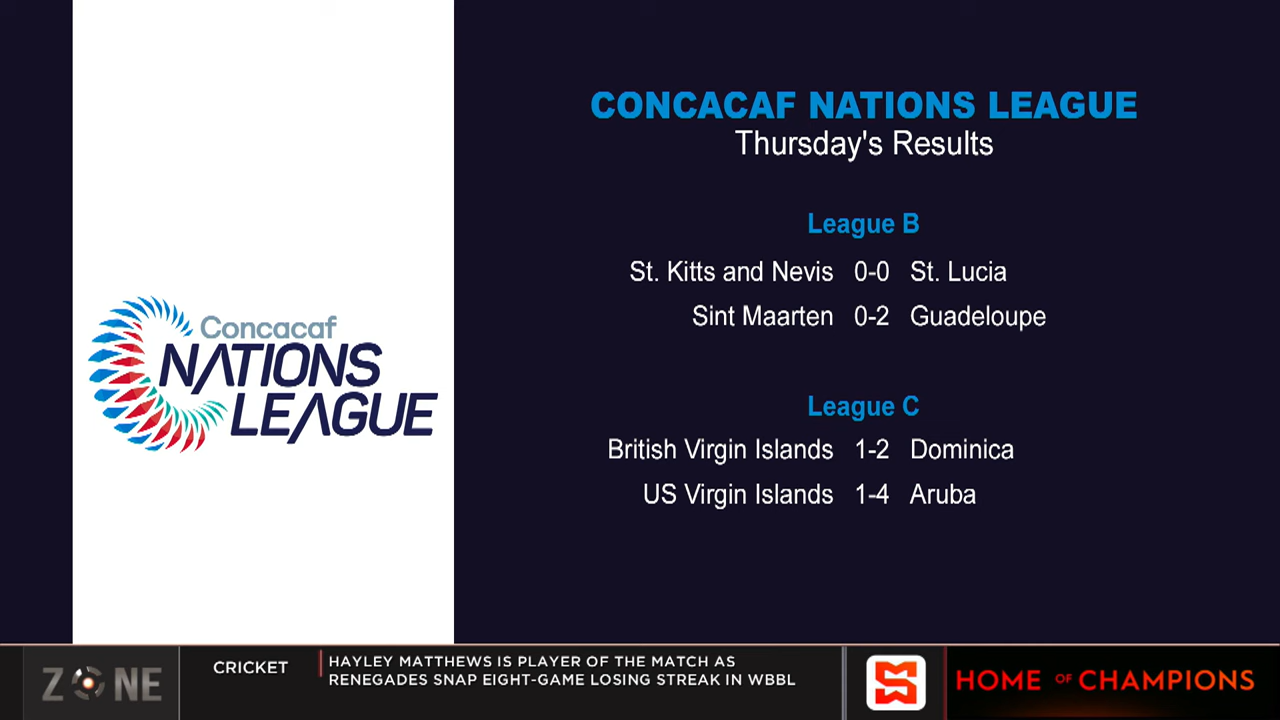 CONCACAF NATIONS LEAGUE
Thursday's Results
League B
St. Kitts and Nevis 0-0 St. Lucia
Sint Maarten 0-2 Guadeloupe
Concacaf
NATIONS
LEAGUE
League C
British Virgin Islands 1-2 Dominica
US Virgin Islands 1-4 Aruba
ZONE
CRICKET
HAYLEY MATTHEWS IS PLAYER OF THE MATCH AS
RENEGADES SNAP EIGHT-GAME LOSING STREAK IN WBBL
HOME OF CHAMPIONS